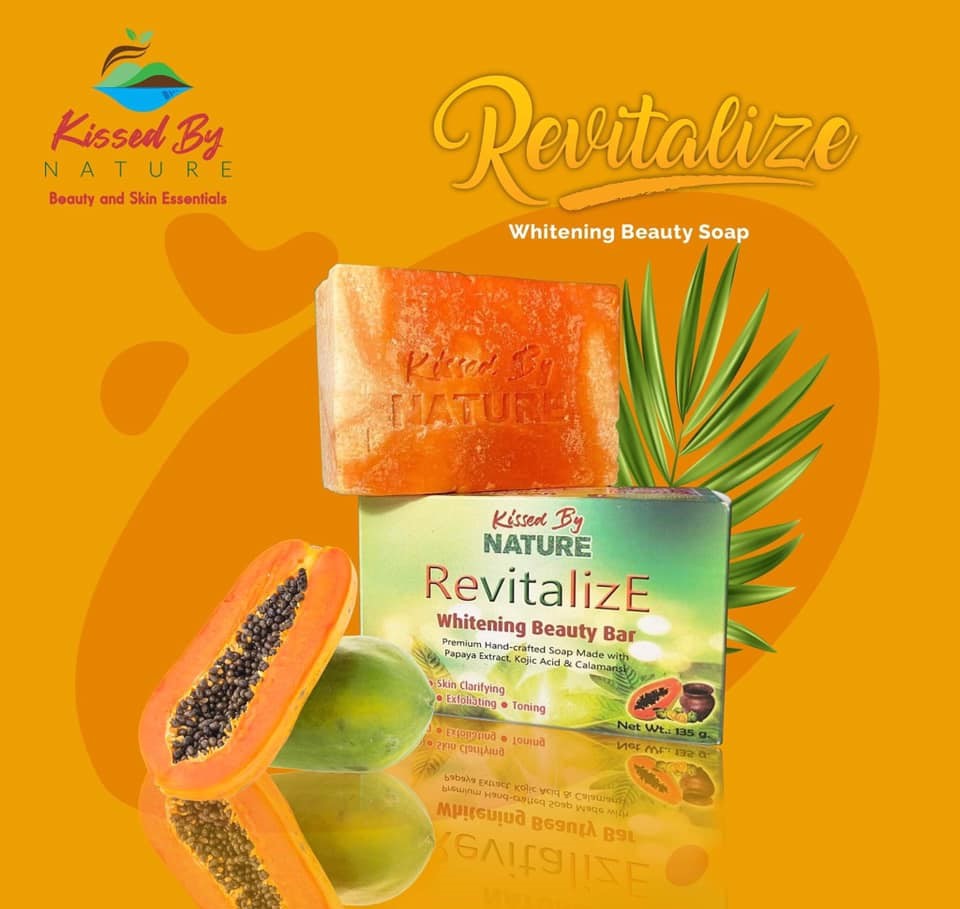 Kissed By
NATURE
Beauty and Skin Essentials
Revitalize
Whitening Beauty Soap
Kissed By
NATURE
Kissed By
NATURE
RevitalizE
Whitening Beauty Bar
Premium Hand-crafted Soap Made with
Papaya Extract, Kojic Acid & Calamansi
• Skin Clarifying
• Exfoliating • Toning
Net Wt.: 135 g.